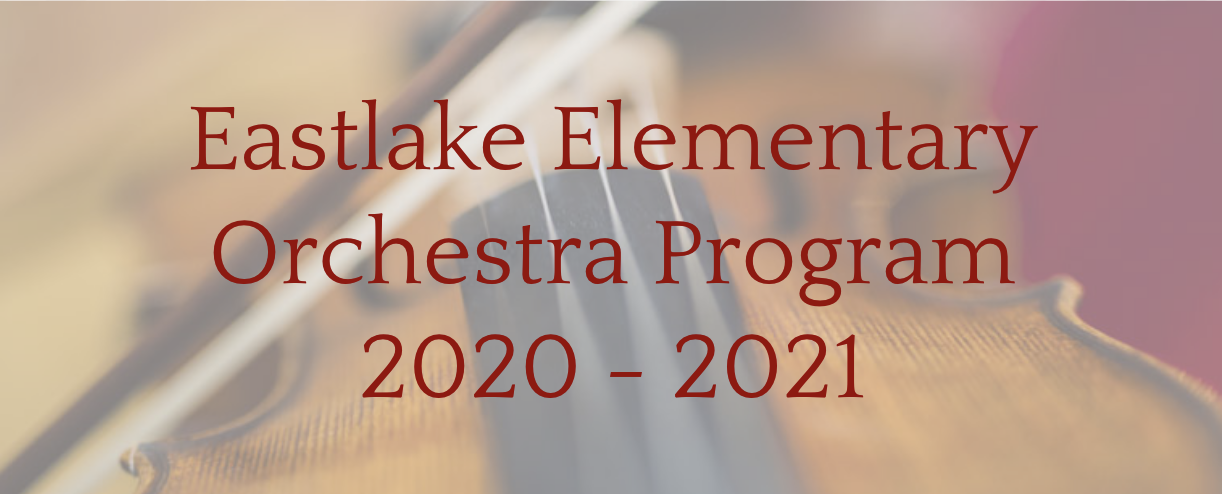 Eastlake Elementary
Orchestra Program
2020 – 2021